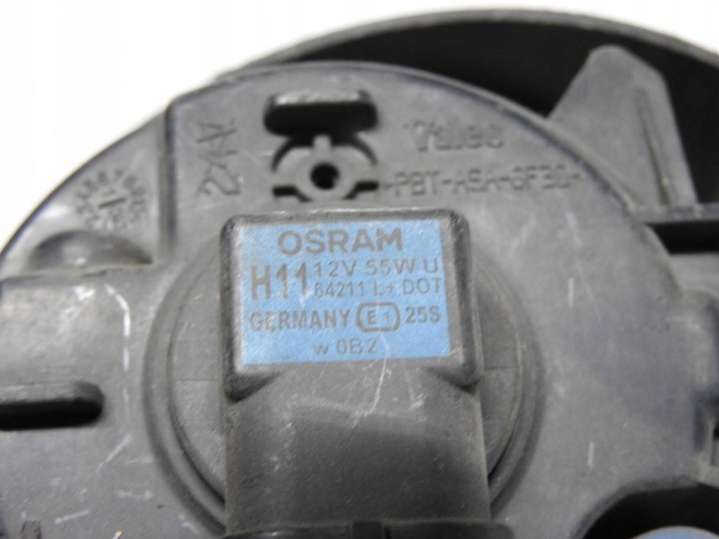 Valeo
>PBT-ASA-GF30<
OSRAM
H11 12V 55W U
64211 L+ DOT
GERMANY E1 25S
w 0B2